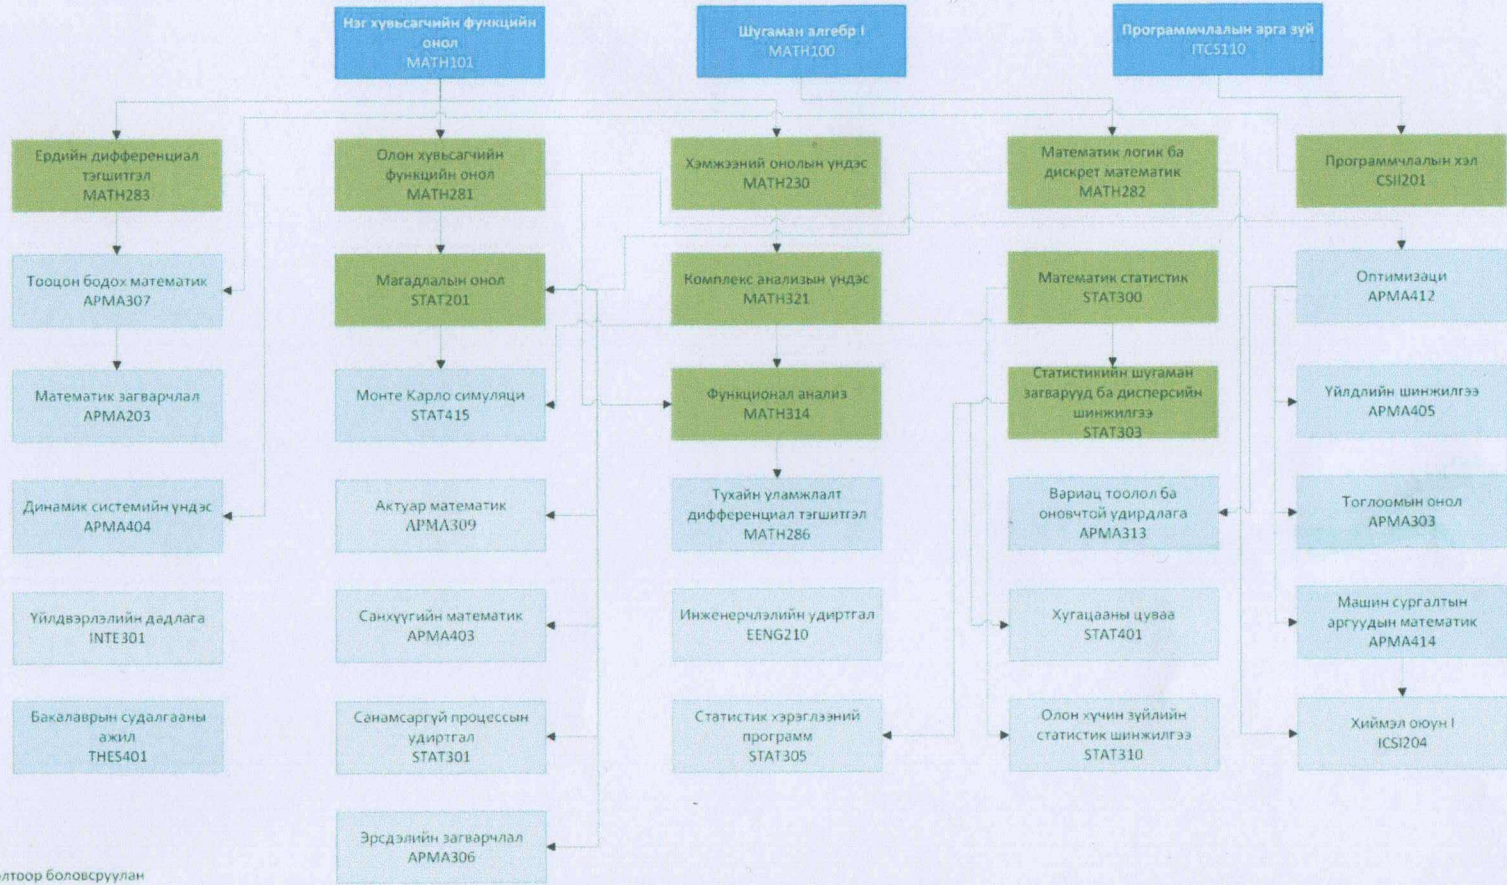 Нэг хувьсагчийн функцийн
онол
MATH101
Шугаман алгебр I
MATH100
Программчлалын арга зүй
ITCS110
Ердийн дифференциал
тэгшитгэл
MATH283
Олон хувьсагчийн
функцийн онол
MATH281
Хэмжээний онолын үндэс
MATH230
Математик логик ба
дискрет математик
MATH282
Программчлалын хэл
CSII201
Тооцон бодох математик
APMA307
Магадлалын онол
STAT201
Комплекс анализын үндэс
MATH321
Математик статистик
STAT300
Оптимизаци
APMA412
Математик загварчлал
APMA203
Монте Карло симуляци
STAT415
Функционал анализ
MATH314
Статистикийн шугаман
загварууд ба дисперсийн
шинжилгээ
STAT303
Үйлдлийн шинжилгээ
APMA405
Динамик системийн үндэс
APMA404
Актуар математик
APMA309
Тухайн уламжлалт
дифференциал тэгшитгэл
MATH286
Вариац тоолол ба
оновчтой удирдлага
APMA313
Тоглоомын онол
APMA303
Үйлдвэрлэлийн дадлага
INTE301
Санхүүгийн математик
APMA403
Инженерчлэлийн удиртгал
EENG210
Хугацааны цуваа
STAT401
Машин сургалтын
аргуудын математик
APMA414
Бакалаврын судалгааны
ажил
THES401
Санамсаргүй процессын
удиртгал
STAT301
Статистик хэрэглээний
программ
STAT305
Олон хүчин зүйлийн
статистик шинжилгээ
STAT310
Хиймэл оюун I
ICSI204
Эрсдэлийн загварчлал
APMA306
лтоор боловсруулан